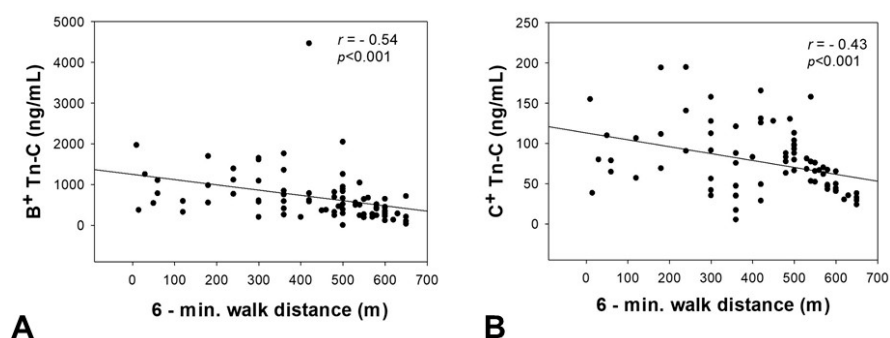 r = - 0.54
p<0.001
B+ Tn-C (ng/mL)
5000
4000
3000
2000
1000
0
0 100 200 300 400 500 600 700
6 - min. walk distance (m)
A
r = - 0.43
p<0.001
C+ Tn-C (ng/mL)
250
200
150
100
50
0
0 100 200 300 400 500 600 700
6 - min. walk distance (m)
B